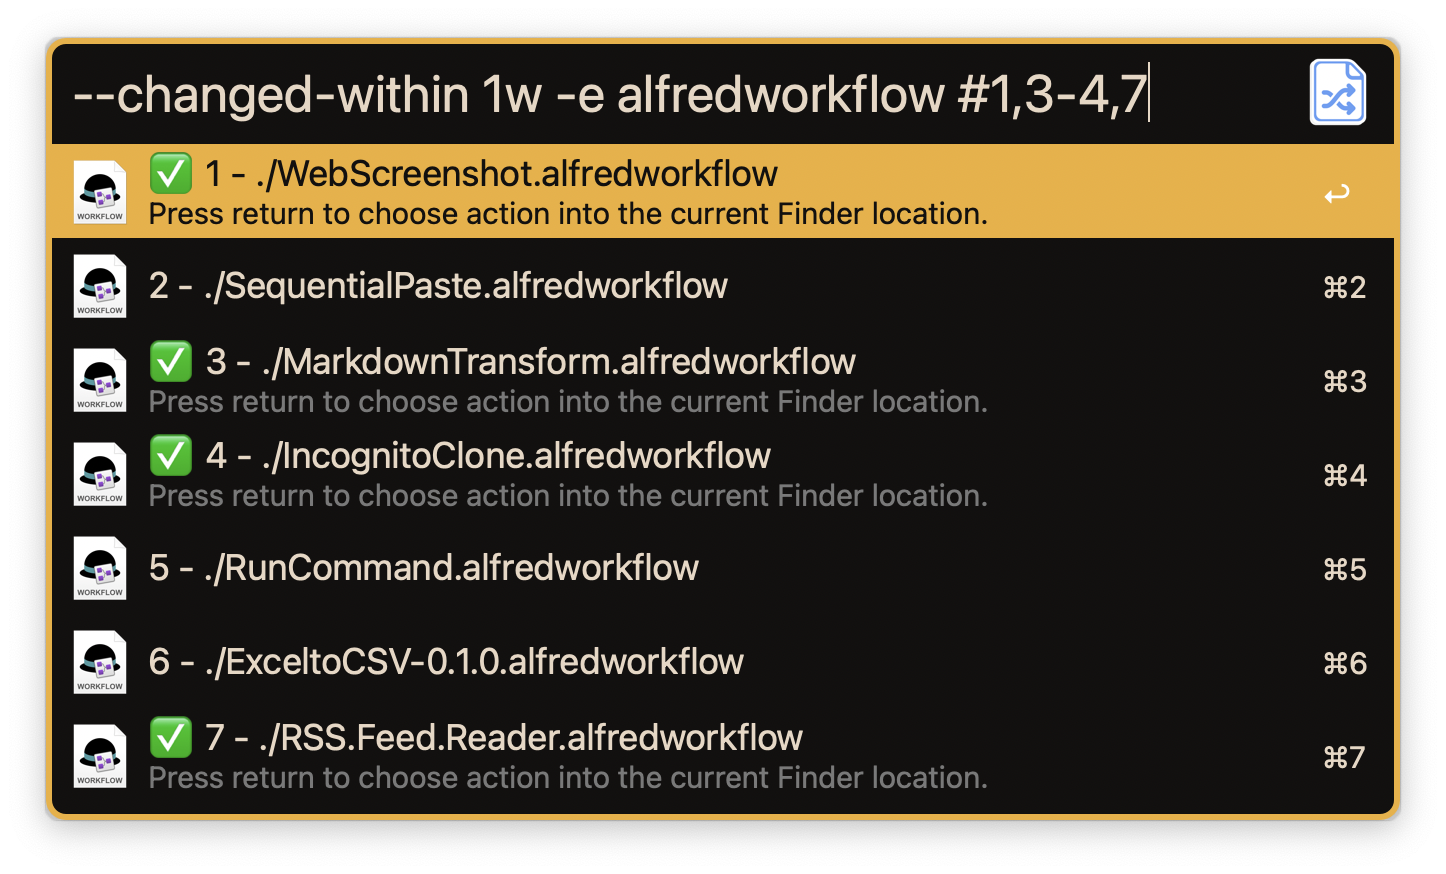 --changed-within 1w -e alfredworkflow #1,3-4,7
WORKFLOW
✅ 1 - ./WebScreenshot.alfredworkflow
Press return to choose action into the current Finder location.
↩
WORKFLOW
2 - ./SequentialPaste.alfredworkflow
⌘2
WORKFLOW
✅ 3 - ./MarkdownTransform.alfredworkflow
Press return to choose action into the current Finder location.
⌘3
WORKFLOW
✅ 4 - ./IncognitoClone.alfredworkflow
Press return to choose action into the current Finder location.
⌘4
WORKFLOW
5 - ./RunCommand.alfredworkflow
⌘5
WORKFLOW
6 - ./ExceltoCSV-0.1.0.alfredworkflow
⌘6
WORKFLOW
✅ 7 - ./RSS.Feed.Reader.alfredworkflow
Press return to choose action into the current Finder location.
⌘7